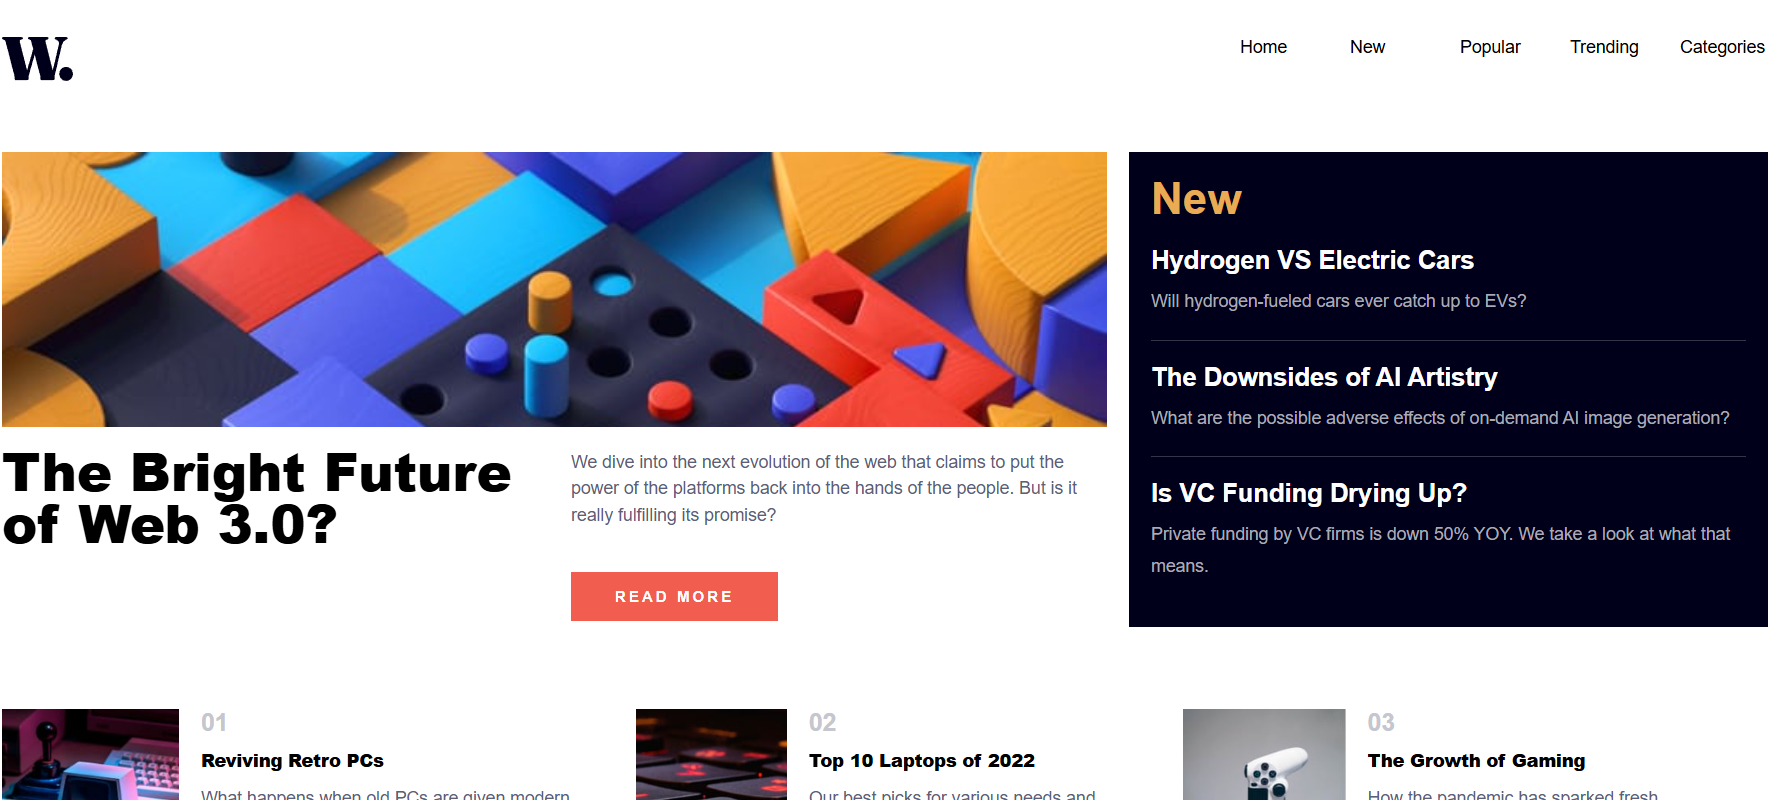 W.
Home New Popular Trending Categories
New
Hydrogen VS Electric Cars
Will hydrogen-fueled cars ever catch up to EVs?
The Downsides of AI Artistry
What are the possible adverse effects of on-demand AI image generation?
Is VC Funding Drying Up?
Private funding by VC firms is down 50% YOY. We take a look at what that
means.
The Bright Future
of Web 3.0?
We dive into the next evolution of the web that claims to put the
power of the platforms back into the hands of the people. But is it
really fulfilling its promise?
READ MORE
01
Reviving Retro PCs
What happens when old PCs are given modern
02
Top 10 Laptops of 2022
Our best picks for various needs and
03
The Growth of Gaming
How the pandemic has sparked fresh